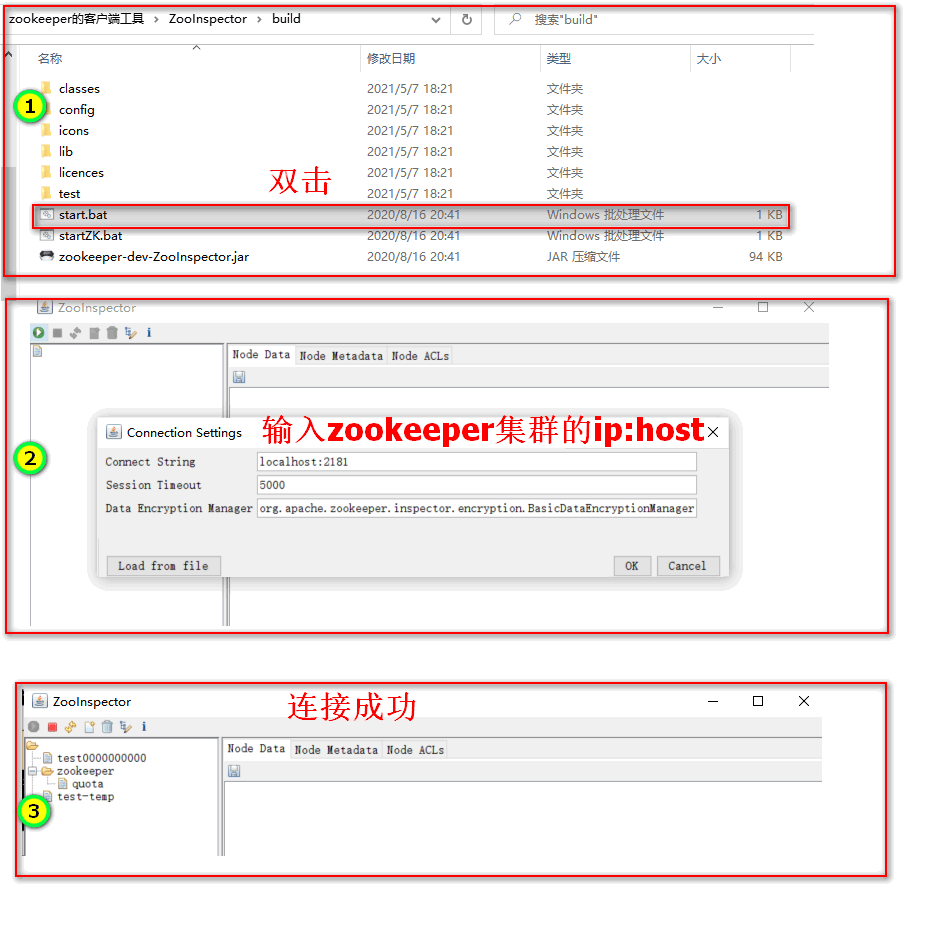 zookeeper的客户端工具 > ZooInspector > build 搜索"build"
名称 修改日期 类型 大小
classes 2021/5/7 18:21 文件夹
1
config 2021/5/7 18:21 文件夹
icons 2021/5/7 18:21 文件夹
lib 2021/5/7 18:21 文件夹
licences 2021/5/7 18:21 文件夹
双击
test 2021/5/7 18:21 文件夹
start.bat 2020/8/16 20:41 Windows 批处理文件 1 KB
startZK.bat 2020/8/16 20:41 Windows 批处理文件 1 KB
zookeeper-dev-ZooInspector.jar 2020/8/16 20:41 JAR 压缩文件 94 KB
ZooInspector
Node Data Node Metadata Node ACLs
Connection Settings 输入zookeeper集群的ip:host
2
Connect String localhost:2181
Session Timeout 5000
Data Encryption Manager org.apache.zookeeper.inspector.encryption.BasicDataEncryptionManager
Load from file OK Cancel
ZooInspector 连接成功
Node Data Node Metadata Node ACLs
test0000000000
zookeeper
quota
test-temp
3